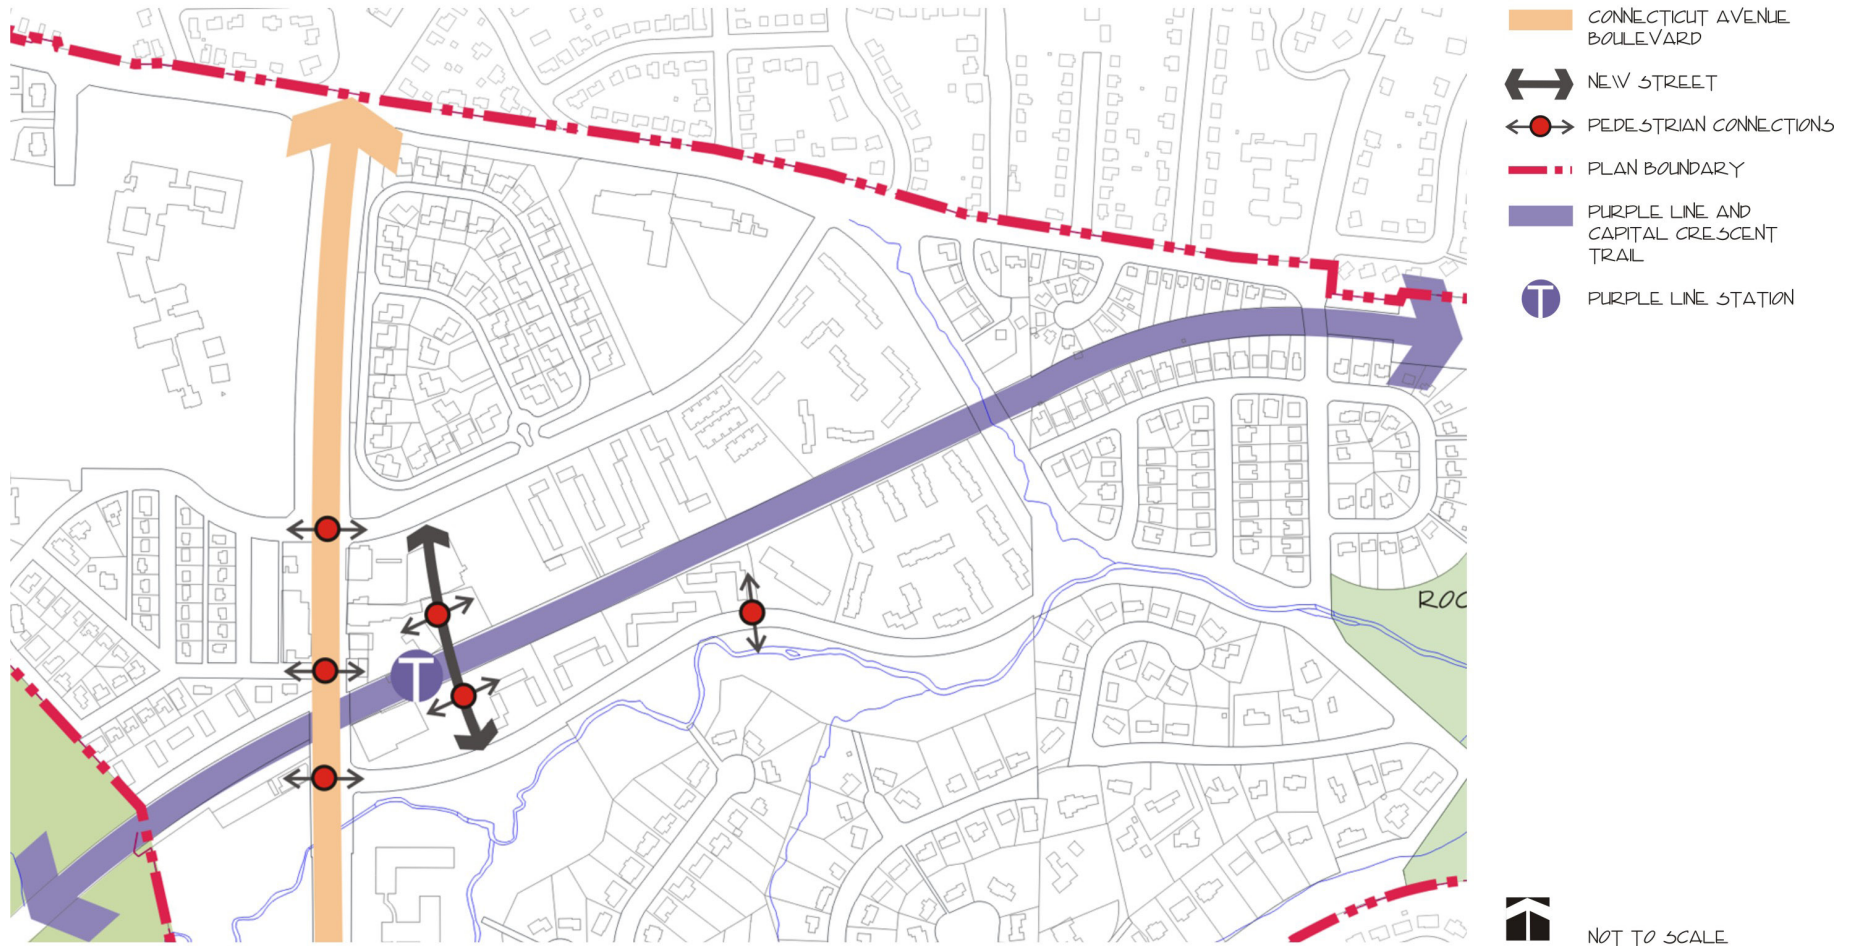 CONNECTICUT AVENUE
BOULEVARD
NEW STREET
PEDESTRIAN CONNECTIONS
PLAN BOUNDARY
PURPLE LINE AND
CAPITAL CRESCENT
TRAIL
T
PURPLE LINE STATION
T
ROC
NOT TO SCALE